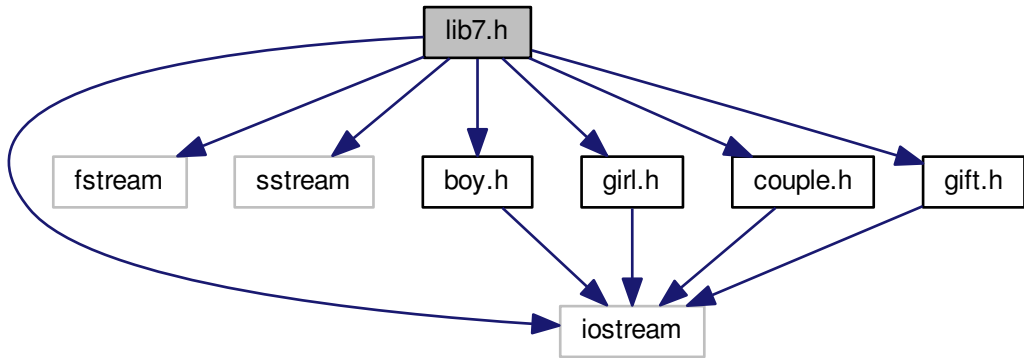 lib7.h
fstream
sstream
boy.h
girl.h
couple.h
gift.h
iostream